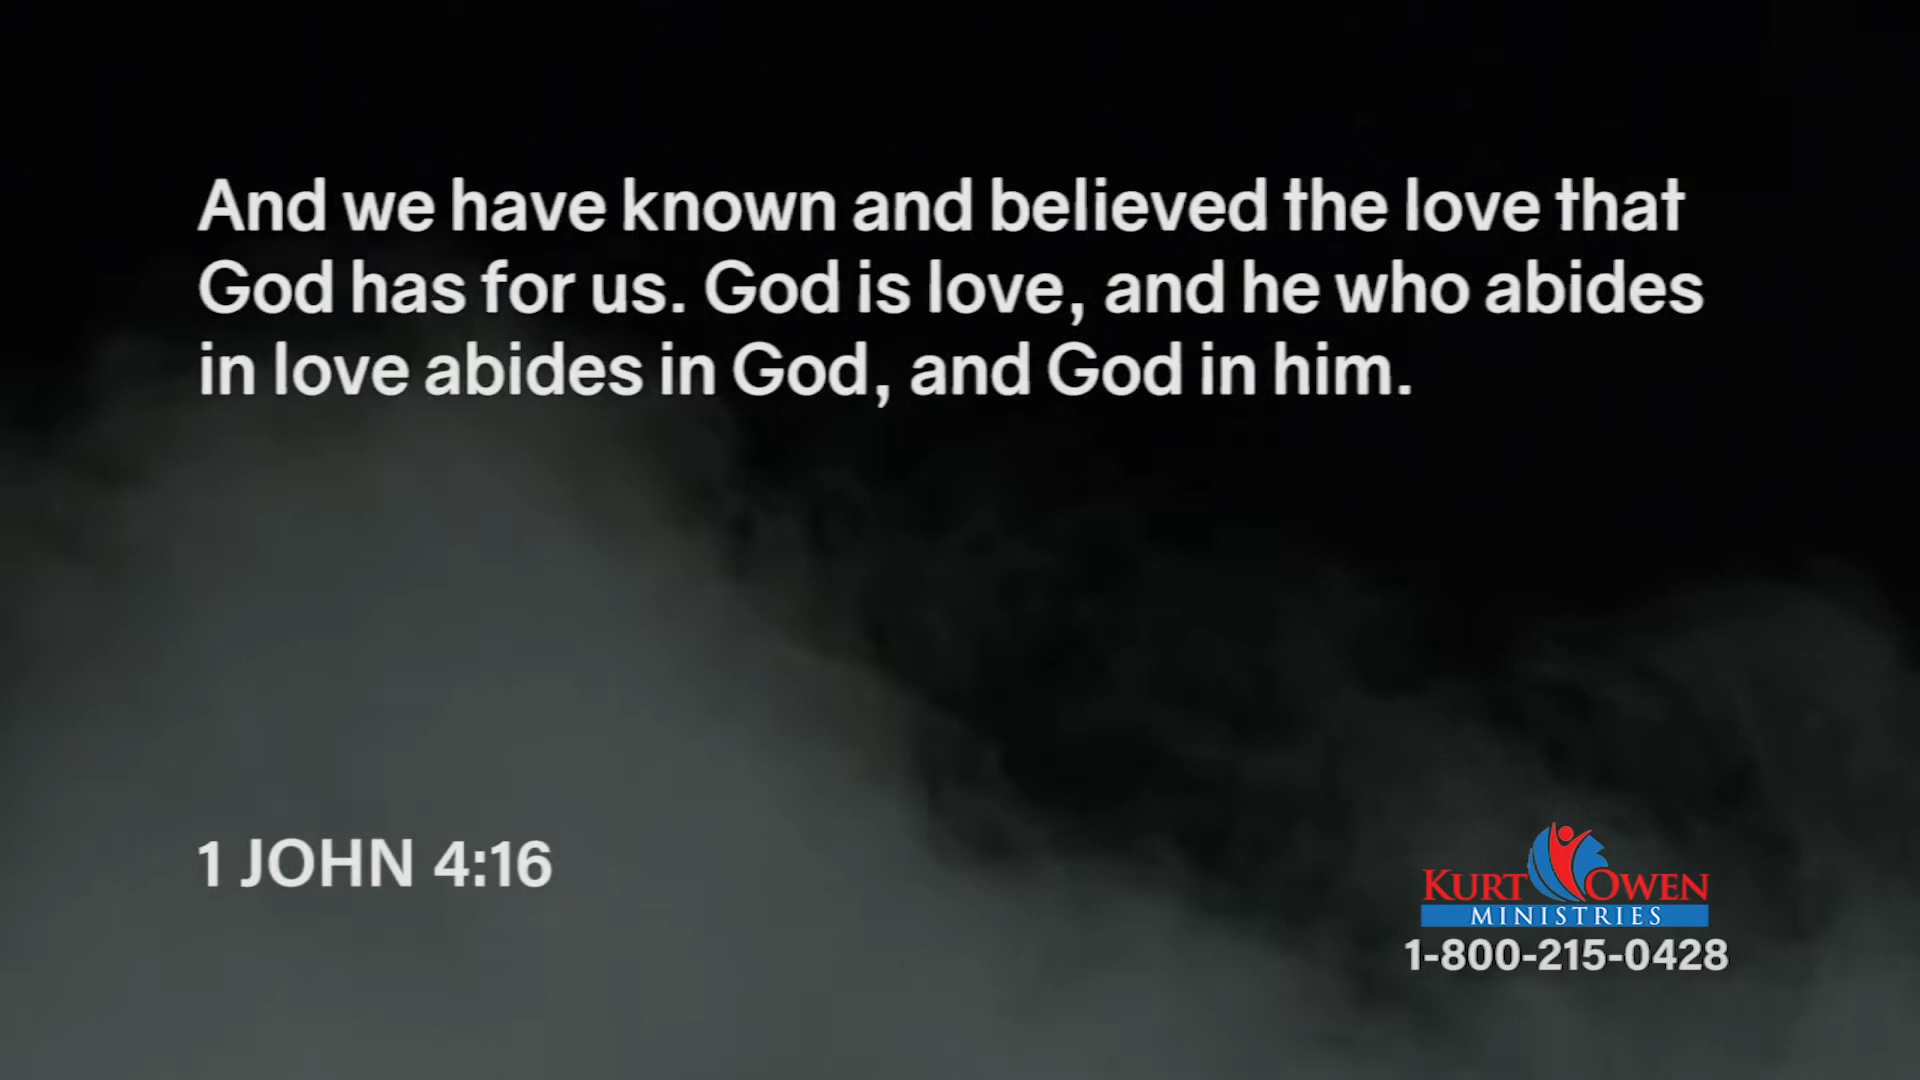 And we have known and believed the love that
God has for us. God is love, and he who abides
in love abides in God, and God in him.
1 JOHN 4:16
KURT OWEN
MINISTRIES
1-800-215-0428